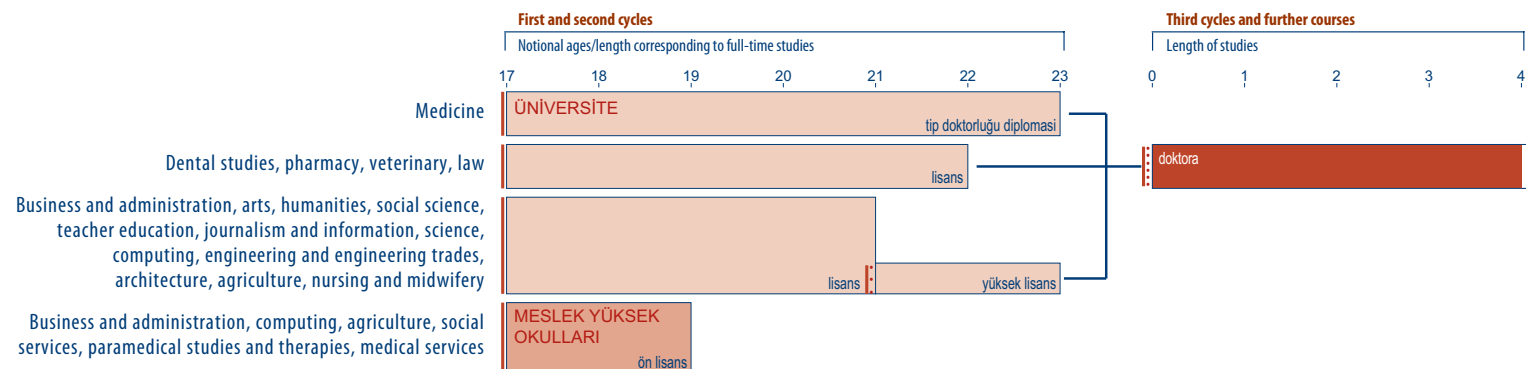 First and second cycles
Third cycles and further courses
Notional ages/length corresponding to full-time studies
Length of studies
17 18 19 20 21 22 23 0 1 2 3 4
Medicine
ÜNİVERSİTE
tip doktorluğu diplomasi
Dental studies, pharmacy, veterinary, law
lisans
doktora
Business and administration, arts, humanities, social science,
teacher education, journalism and information, science,
computing, engineering and engineering trades,
architecture, agriculture, nursing and midwifery
lisans
yüksek lisans
Business and administration, computing, agriculture, social
services, paramedical studies and therapies, medical services
MESLEK YÜKSEK
OKULLARI
ön lisans